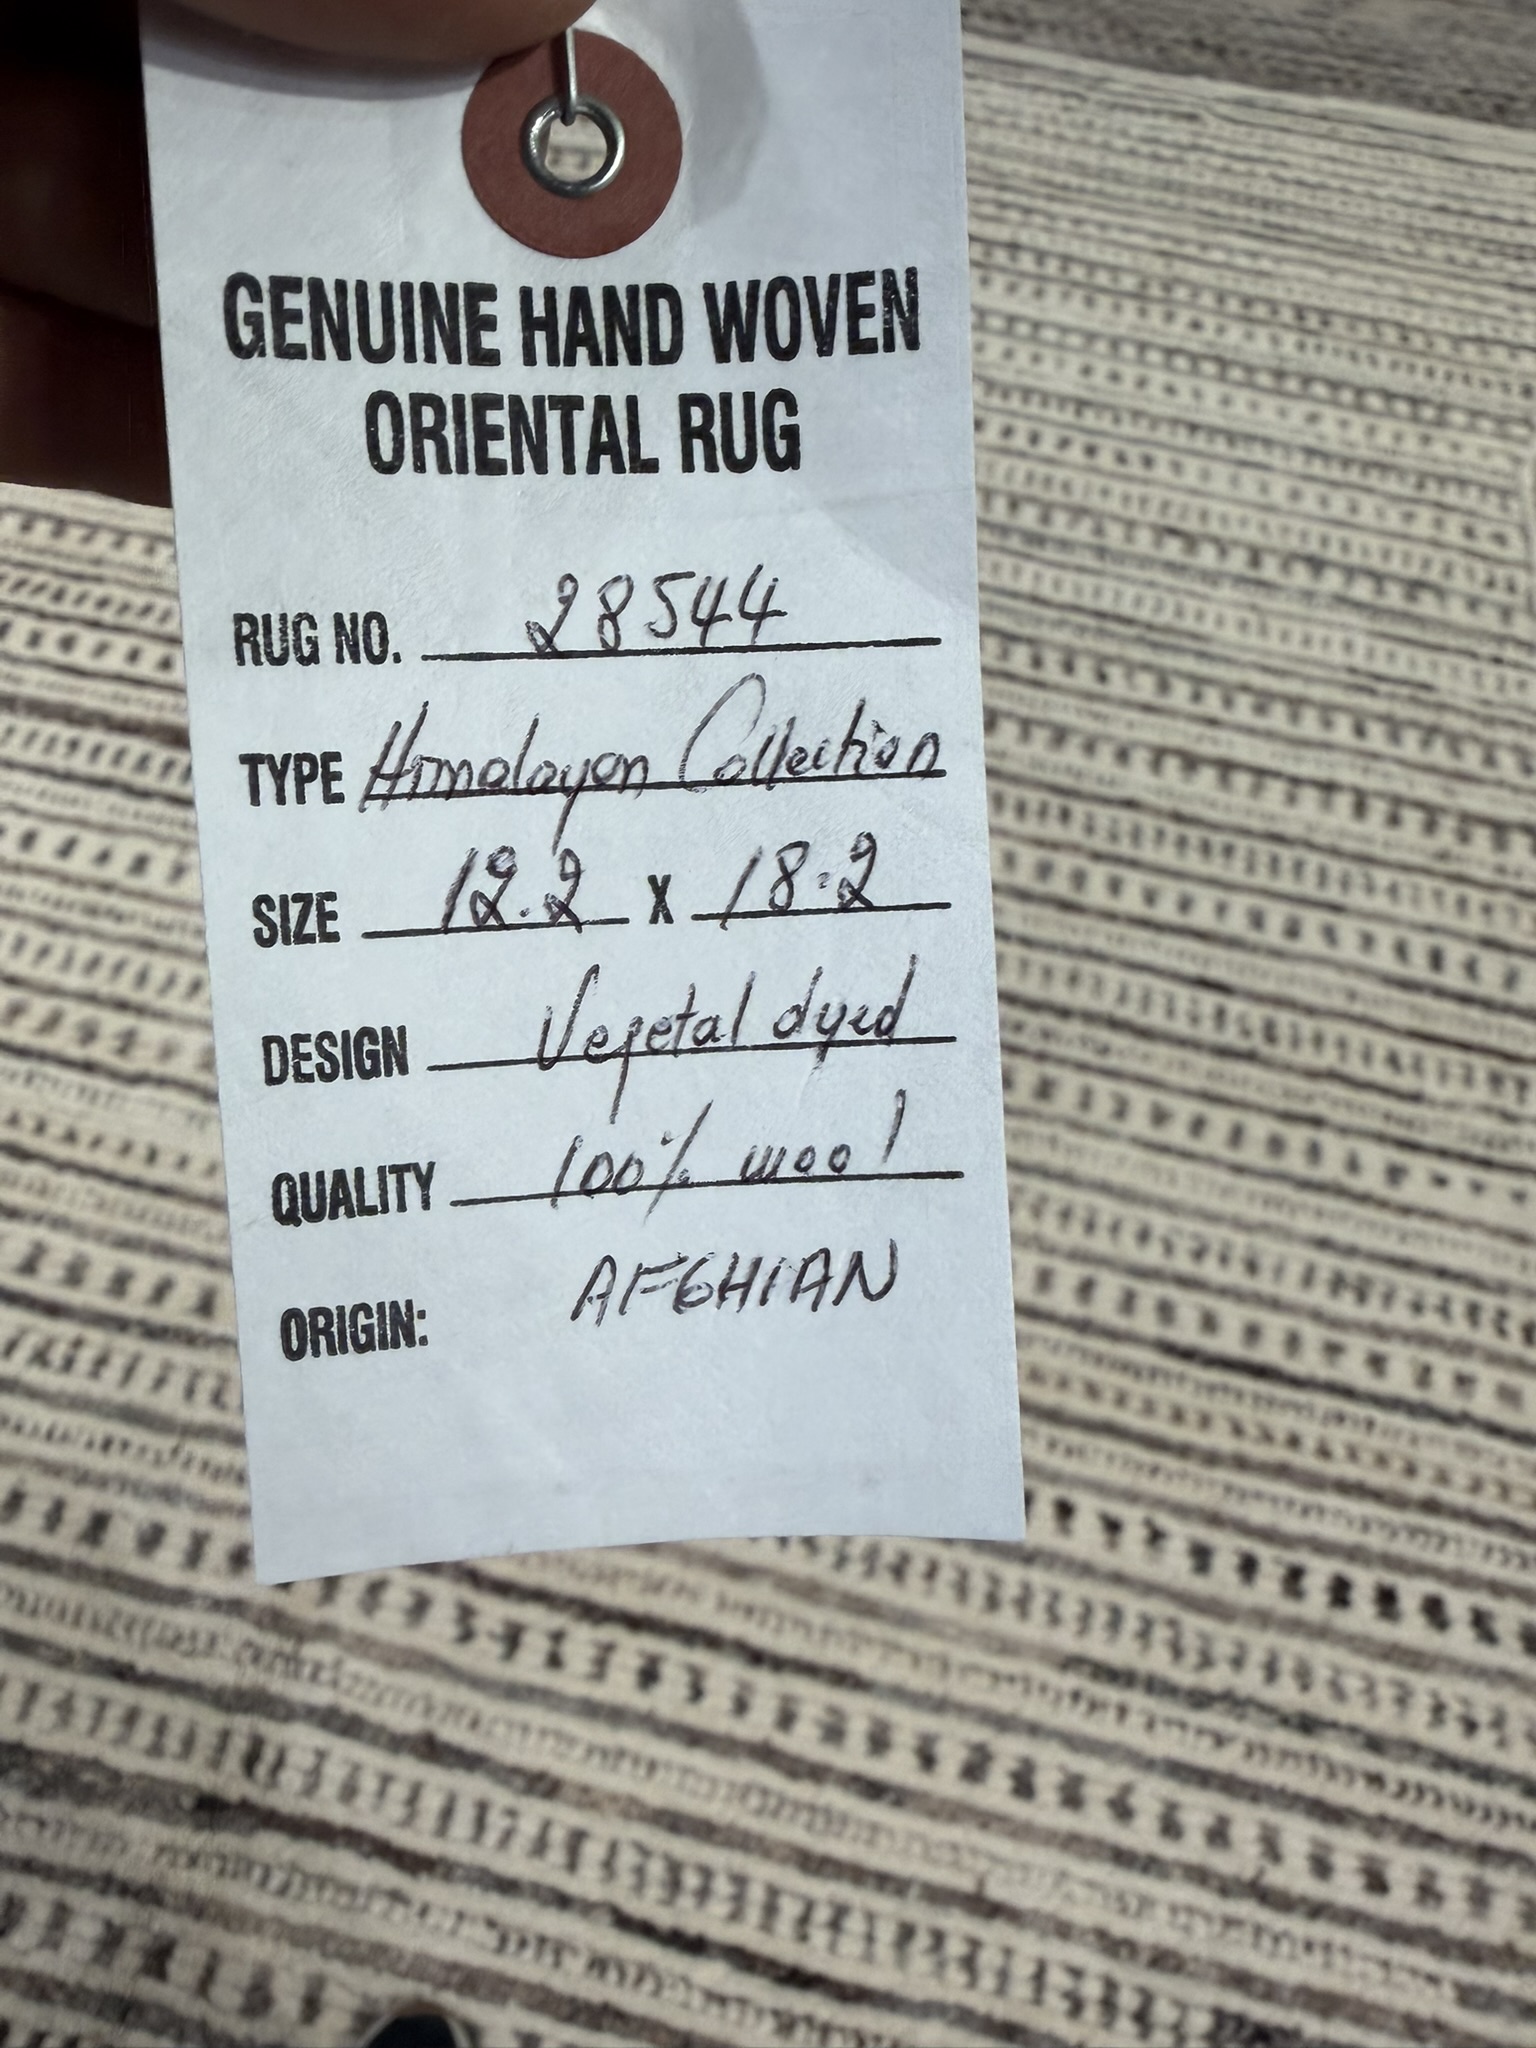 GENUINE HAND WOVEN
ORIENTAL RUG
RUG NO. 28544
TYPE Himalayan Collection
SIZE 12.2 X 18.2
DESIGN Vegetal dyed
QUALITY 100% wool
ORIGIN: AFGHIAN